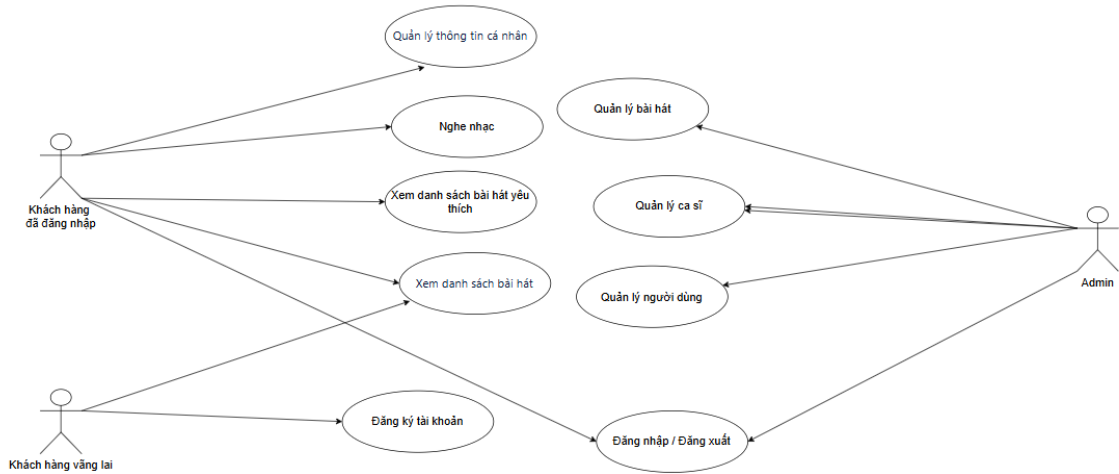 Quản lý thông tin cá nhân
Quản lý bài hát
Nghe nhạc
Khách hàng
đã đăng nhập
Xem danh sách bài hát yêu
thích
Quản lý ca sĩ
Xem danh sách bài hát
Quản lý người dùng
Admin
Đăng ký tài khoản
Đăng nhập / Đăng xuất
Khách hàng vãng lai